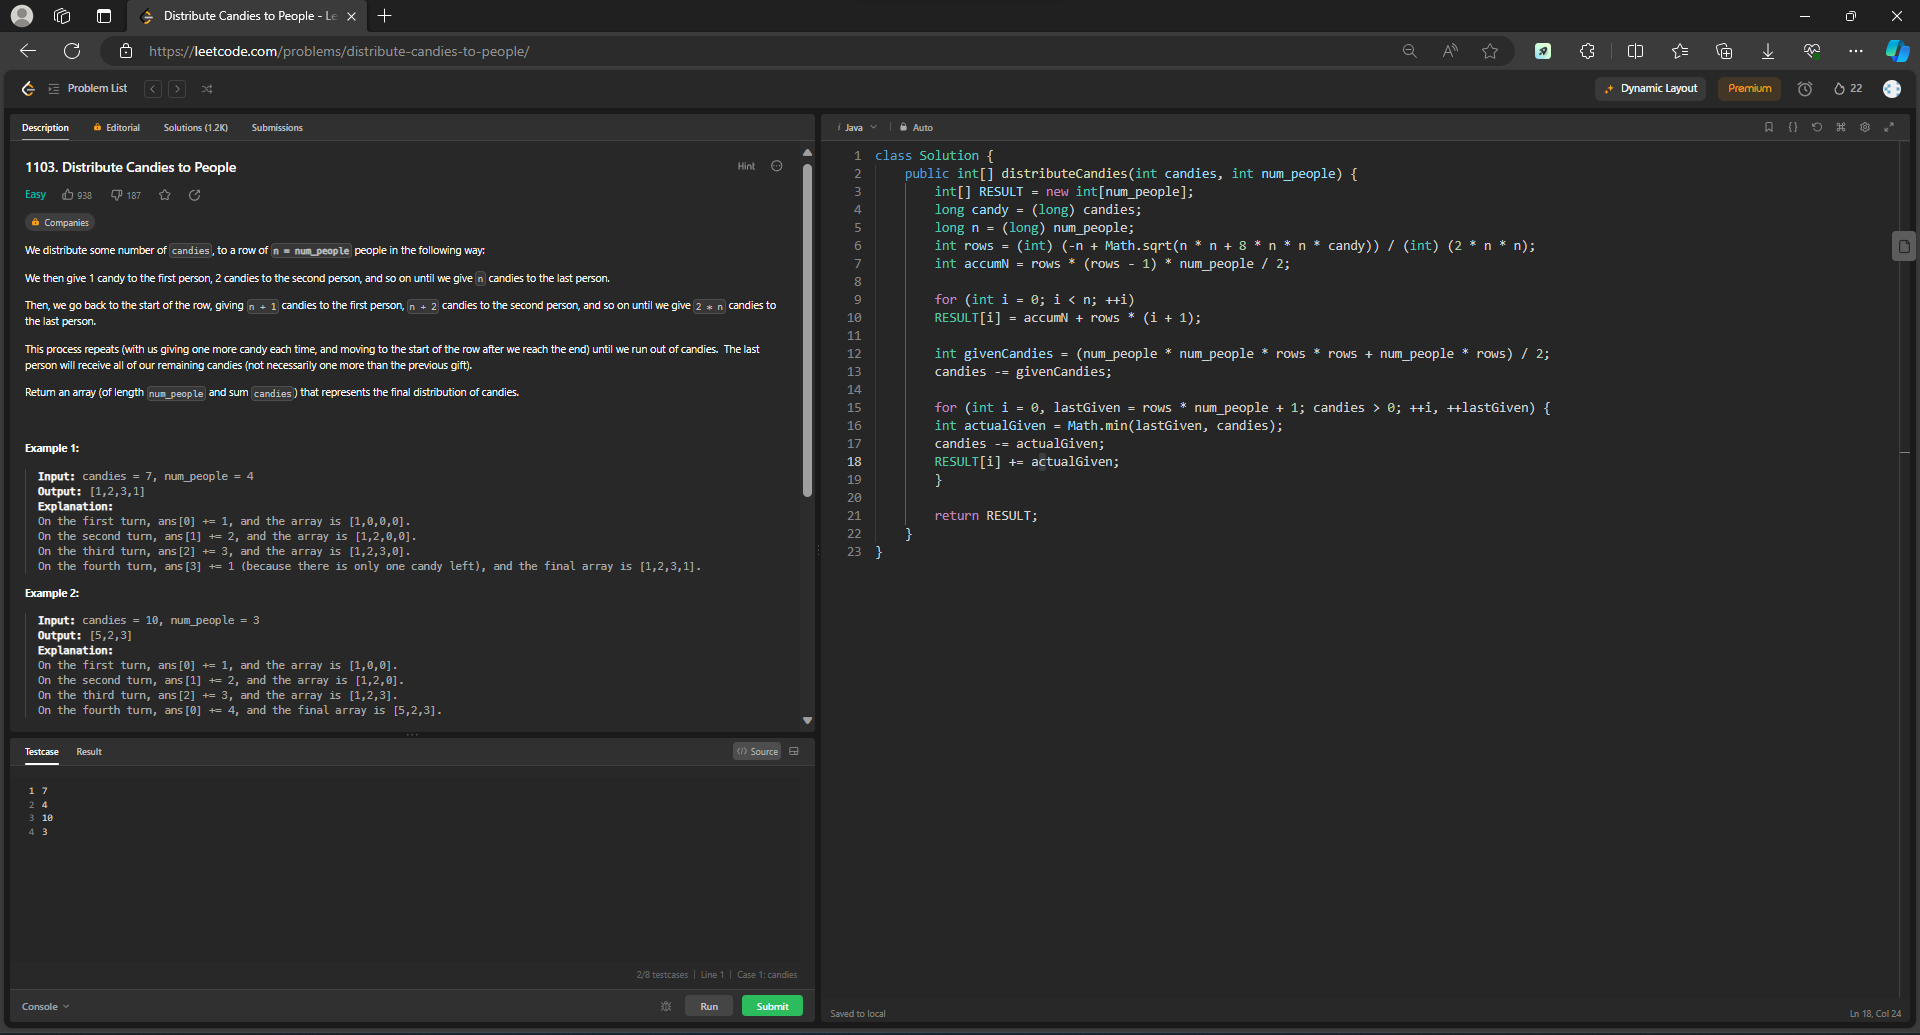 Distribute Candies to People - Le
https://leetcode.com/problems/distribute-candies-to-people/
Problem List
Dynamic Layout
Premium
22
Description
Editorial
Solutions (1.2K)
Submissions
1103. Distribute Candies to People
Hint
Easy
938
187
Companies
We distribute some number of candies, to a row of n = num_people people in the following way:
We then give 1 candy to the first person, 2 candies to the second person, and so on until we give n candies to the last person.
Then, we go back to the start of the row, giving n + 1 candies to the first person, n + 2 candies to the second person, and so on until we give 2 * n candies to
the last person.
This process repeats (with us giving one more candy each time, and moving to the start of the row after we reach the end) until we run out of candies. The last
person will receive all of our remaining candies (not necessarily one more than the previous gift).
Return an array (of length num_people and sum candies) that represents the final distribution of candies.
Example 1:
Input: candies = 7, num_people = 4
Output: [1,2,3,1]
Explanation:
On the first turn, ans[0] += 1, and the array is [1,0,0,0].
On the second turn, ans[1] += 2, and the array is [1,2,0,0].
On the third turn, ans[2] += 3, and the array is [1,2,3,0].
On the fourth turn, ans[3] += 1 (because there is only one candy left), and the final array is [1,2,3,1].
Example 2:
Input: candies = 10, num_people = 3
Output: [5,2,3]
Explanation:
On the first turn, ans[0] += 1, and the array is [1,0,0].
On the second turn, ans[1] += 2, and the array is [1,2,0].
On the third turn, ans[2] += 3, and the array is [1,2,3].
On the fourth turn, ans[0] += 4, and the final array is [5,2,3].
Testcase
Result
</> Source
1 7
2 4
3 10
4 3
2/8 testcases | Line 1 | Case 1: candies
Console
Run
Submit
i Java
Auto
1 class Solution {
2 public int[] distributeCandies(int candies, int num_people) {
3 int[] RESULT = new int[num_people];
4 long candy = (long) candies;
5 long n = (long) num_people;
6 int rows = (int) (-n + Math.sqrt(n * n + 8 * n * n * candy)) / (int) (2 * n * n);
7 int accumN = rows * (rows - 1) * num_people / 2;
8
9 for (int i = 0; i < n; ++i)
10 RESULT[i] = accumN + rows * (i + 1);
11
12 int givenCandies = (num_people * num_people * rows * rows + num_people * rows) / 2;
13 candies -= givenCandies;
14
15 for (int i = 0, lastGiven = rows * num_people + 1; candies > 0; ++i, ++lastGiven) {
16 int actualGiven = Math.min(lastGiven, candies);
17 candies -= actualGiven;
18 RESULT[i] += actualGiven;
19 }
20
21 return RESULT;
22 }
23 }
Saved to local
Ln 18, Col 24